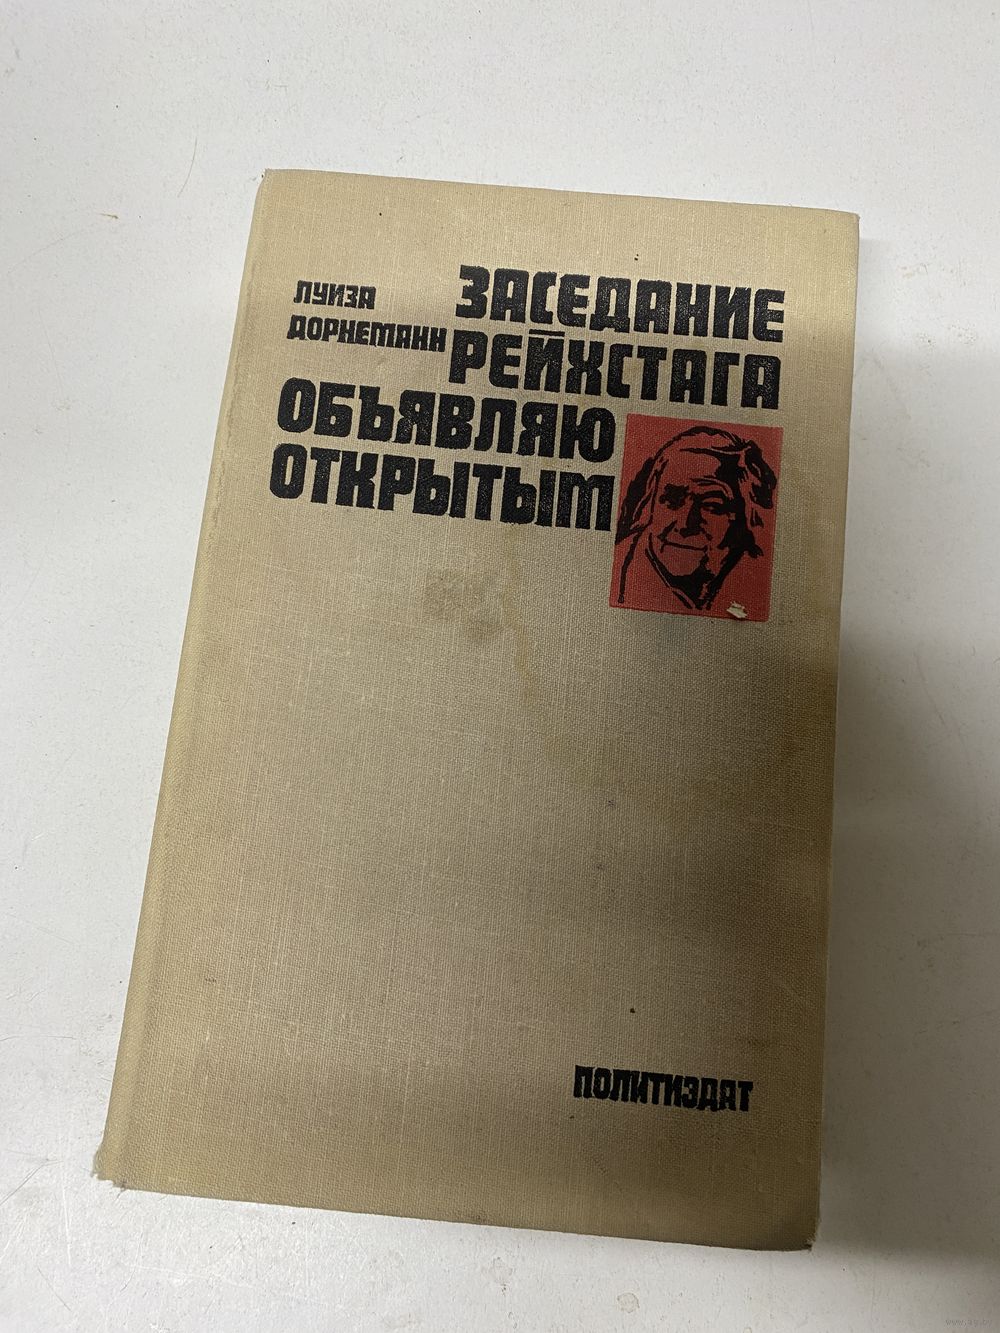 ЛУИЗА
ДОРНЕМАНН
ЗАСЕДАНИЕ
РЕЙХСТАГА
ОБЪЯВЛЯЮ
ОТКРЫТЫМ
ПОЛИТИЗДАТ